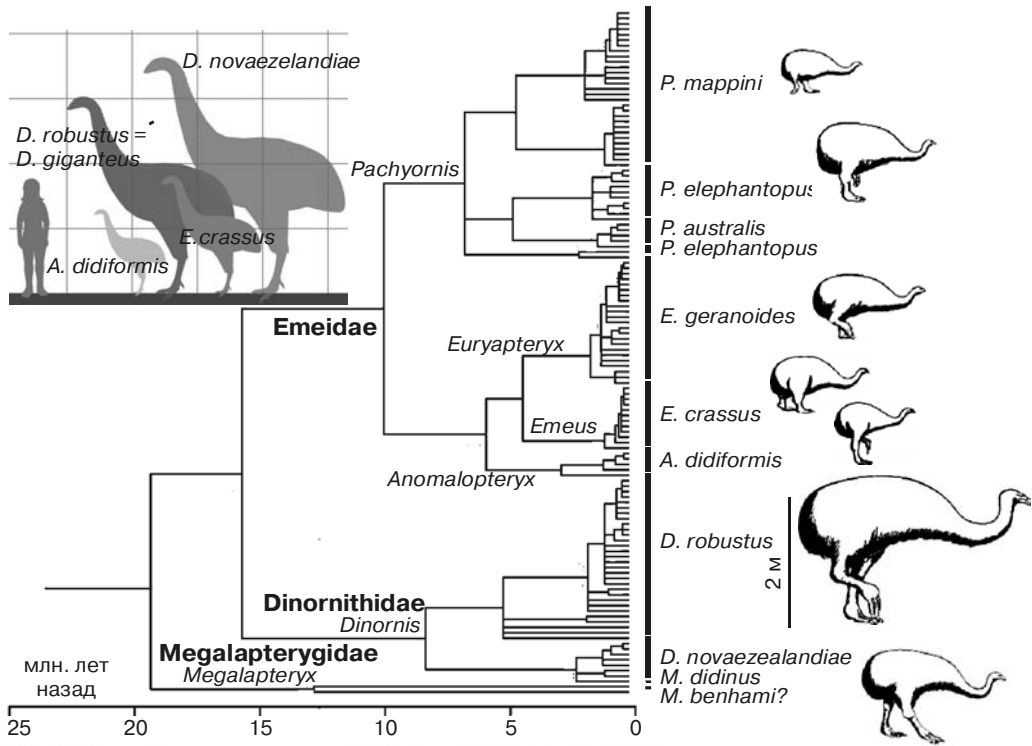 D. novaezelandiae
D. robustus =
D. giganteus
E.crassus
A. didiformis
Pachyornis
P. mappini
P. elephantopus
P. australis
P. elephantopus
Emeidae
E. geranoides
Euryapteryx
Emeus
E. crassus
Anomalopteryx
A. didiformis
D. robustus
2 м
Dinornithidae
Dinornis
Megalapterygidae
Megalapteryx
D. novaezealandiae
M. didinus
M. benhami?
млн. лет
назад
25 20 15 10 5 0